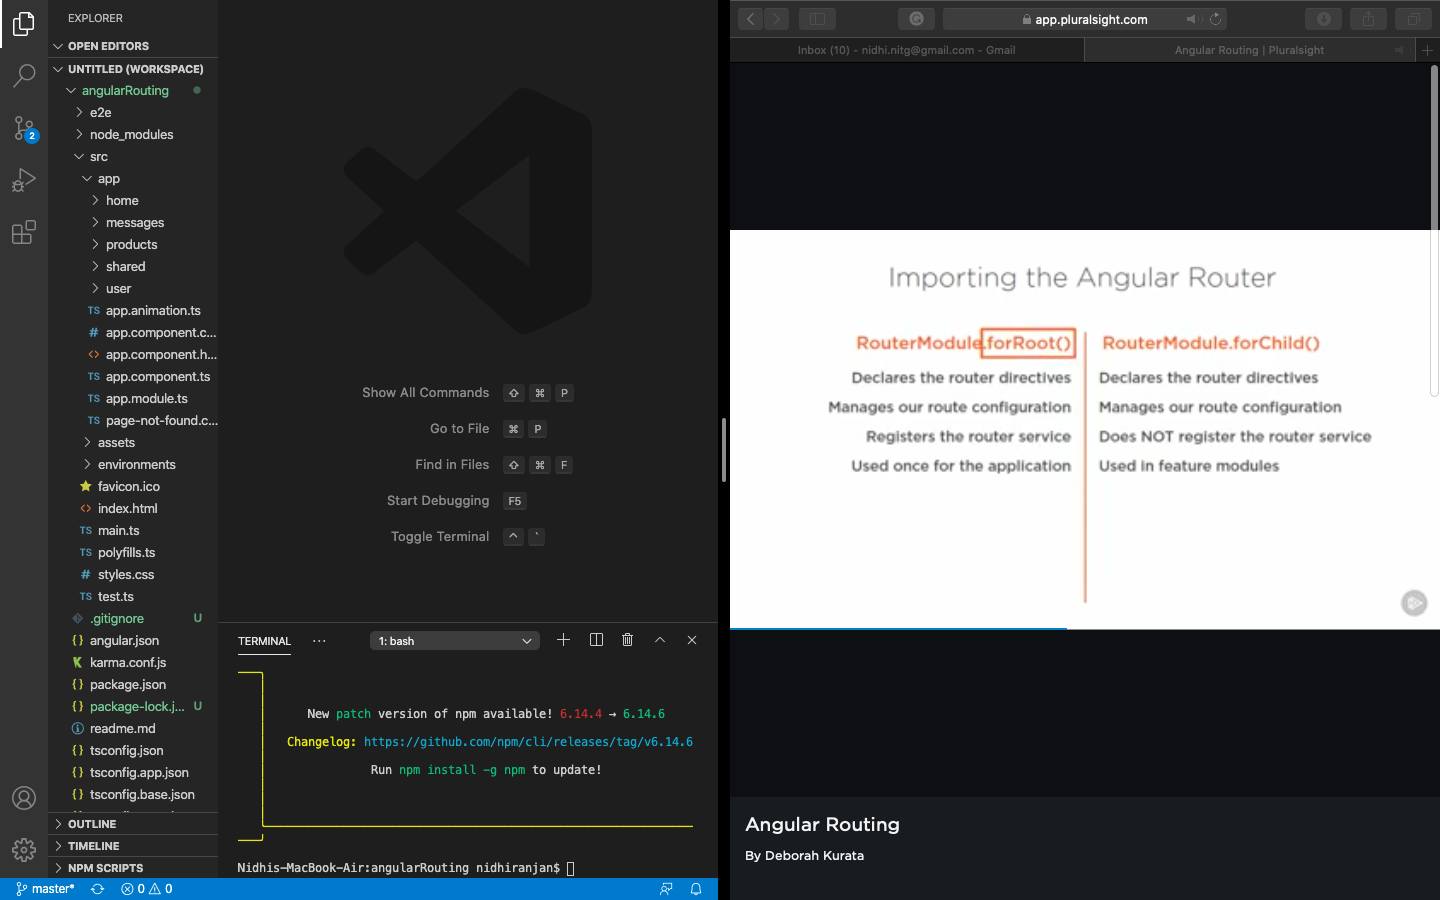 EXPLORER
OPEN EDITORS
UNTITLED (WORKSPACE)
angularRouting
e2e
node_modules
src
app
home
messages
products
shared
user
TS app.animation.ts
# app.component.c...
<> app.component.h...
TS app.component.ts
TS app.module.ts
TS page-not-found.c...
assets
environments
favicon.ico
<> index.html
TS main.ts
TS polyfills.ts
# styles.css
TS test.ts
.gitignore U
{} angular.json
karma.conf.js
{} package.json
{} package-lock.j... U
readme.md
{} tsconfig.json
{} tsconfig.app.json
{} tsconfig.base.json
OUTLINE
TIMELINE
NPM SCRIPTS
2
master*
0 0
Show All Commands ⇧ ⌘ P
Go to File ⌘ P
Find in Files ⇧ ⌘ F
Start Debugging F5
Toggle Terminal ^ `
TERMINAL ... 1: bash
New patch version of npm available! 6.14.4 → 6.14.6
Changelog: https://github.com/npm/cli/releases/tag/v6.14.6
Run npm install -g npm to update!
Nidhis-MacBook-Air:angularRouting nidhiranjan$
app.pluralsight.com
Inbox (10) - nidhi.nitg@gmail.com - Gmail
Angular Routing | Pluralsight
Importing the Angular Router
RouterModule.forRoot()
Declares the router directives
Manages our route configuration
Registers the router service
Used once for the application
RouterModule.forChild()
Declares the router directives
Manages our route configuration
Does NOT register the router service
Used in feature modules
Angular Routing
By Deborah Kurata